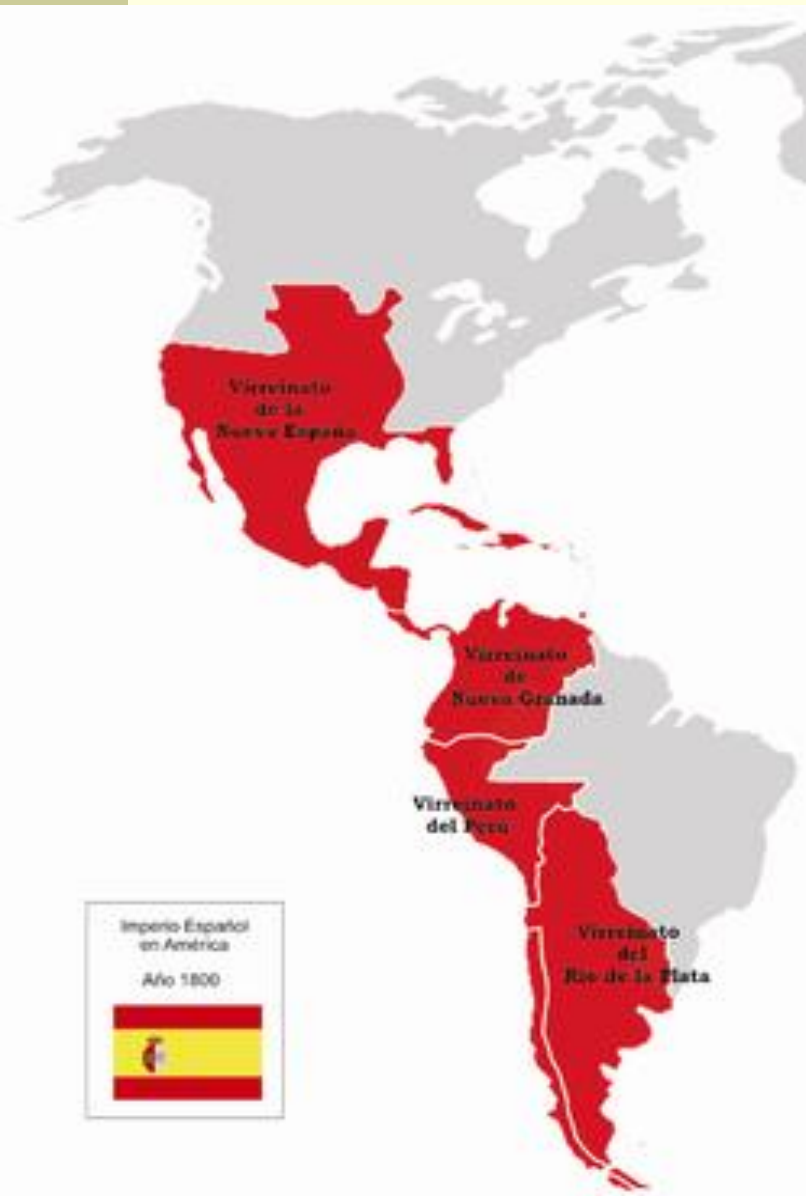 Virreinato
de la
Nueva España
Virreinato
de
Nueva Granada
Virreinato
del Perú
Virreinato
del
Río de la Plata
Imperio Español
en América
Año 1800